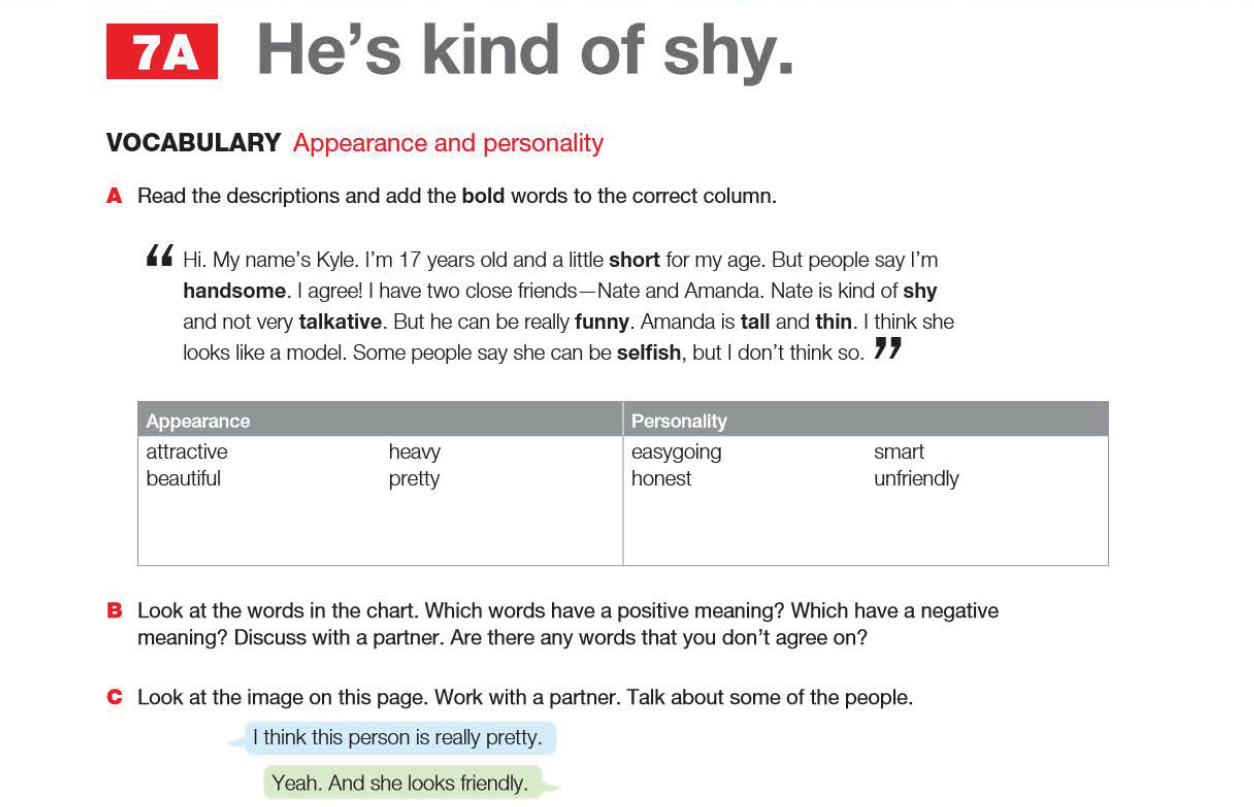 7A He’s kind of shy.
VOCABULARY Appearance and personality
A Read the descriptions and add the bold words to the correct column.
“ Hi. My name’s Kyle. I’m 17 years old and a little short for my age. But people say I’m
handsome. I agree! I have two close friends—Nate and Amanda. Nate is kind of shy
and not very talkative. But he can be really funny. Amanda is tall and thin. I think she
looks like a model. Some people say she can be selfish, but I don’t think so. ”
Appearance Personality
attractive heavy easygoing smart
beautiful pretty honest unfriendly
B Look at the words in the chart. Which words have a positive meaning? Which have a negative
meaning? Discuss with a partner. Are there any words that you don’t agree on?
C Look at the image on this page. Work with a partner. Talk about some of the people.
I think this person is really pretty.
Yeah. And she looks friendly.